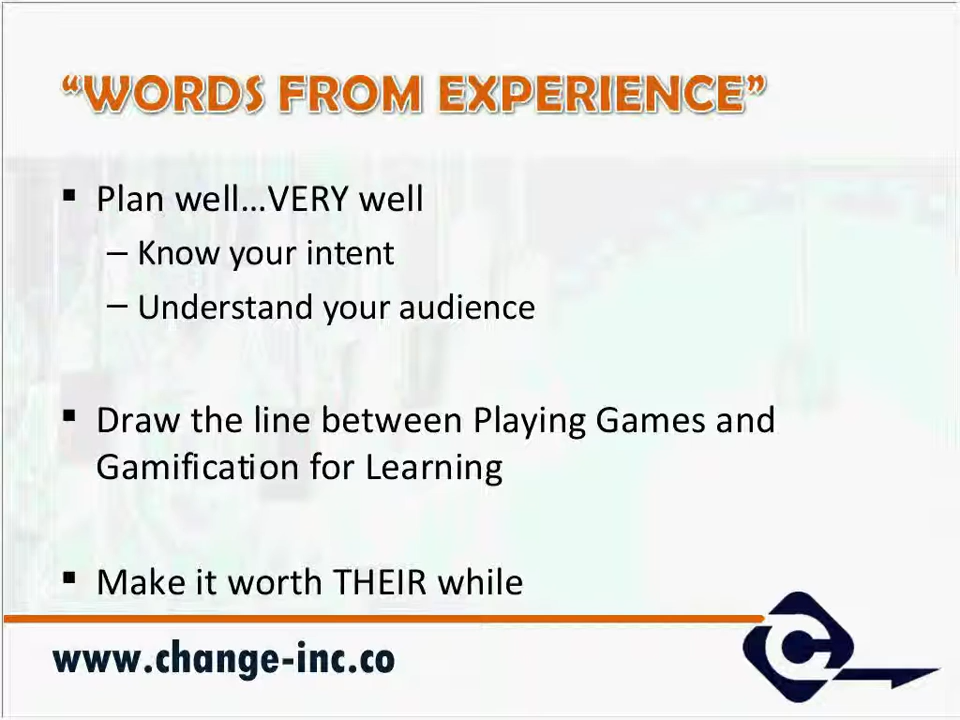 “WORDS FROM EXPERIENCE”
▪ Plan well...VERY well
– Know your intent
– Understand your audience
▪ Draw the line between Playing Games and
Gamification for Learning
▪ Make it worth THEIR while
www.change-inc.co
C